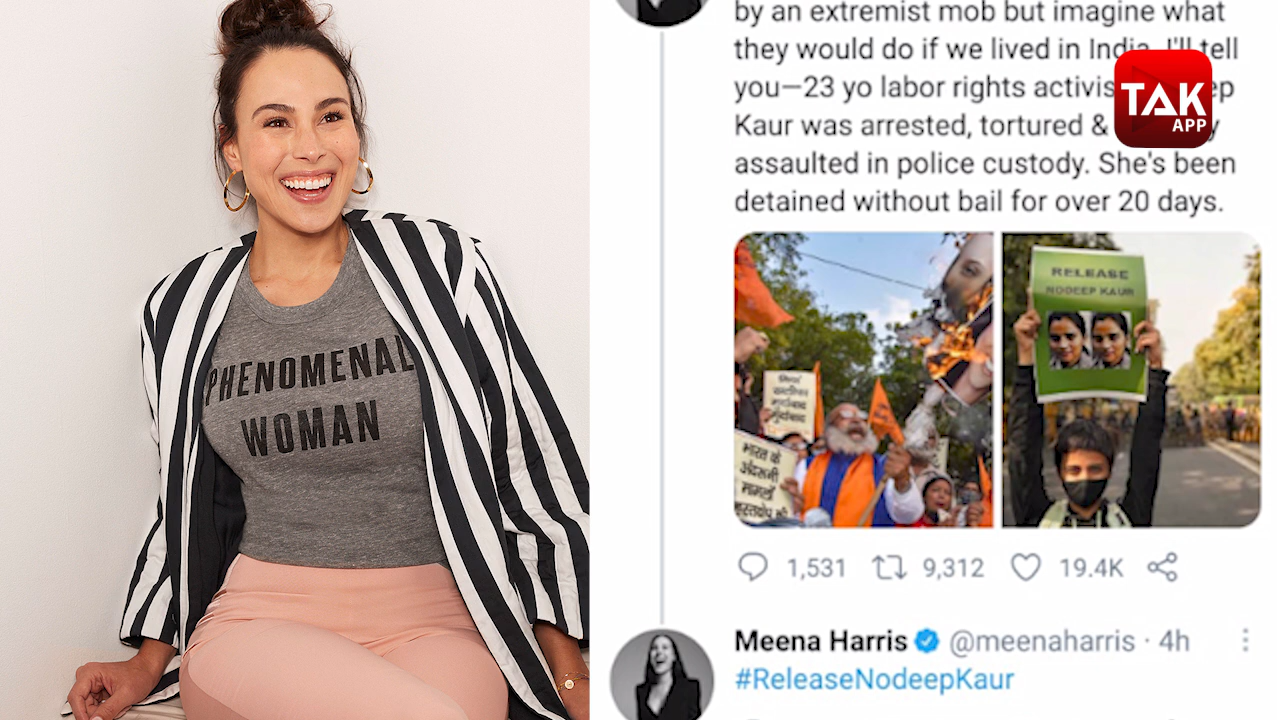 PHENOMENAL
WOMAN
by an extremist mob but imagine what
they would do if we lived in India. I'll tell
you—23 yo labor rights
Kaur was arrested, tortured &
assaulted in police custody. She's been
detained without bail for over 20 days.
TAK
APP
RELEASE
NODEEP KAUR
भारत के
मामलों
1,531 9,312 19.4K
Meena Harris @meenaharris · 4h
#ReleaseNodeepKaur